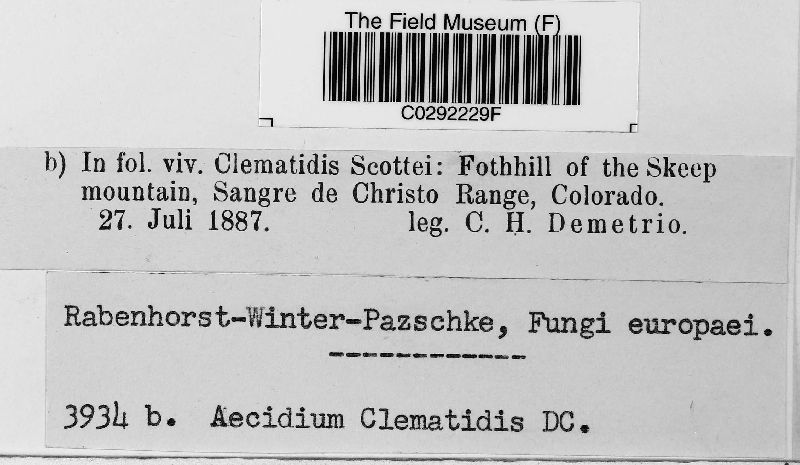 The Field Museum (F)
C0292229F
b) In fol. viv. Clematidis Scottei: Fothhill of the Skeep
mountain, Sangre de Christo Range, Colorado.
27. Juli 1887. leg. C. H. Demetrio.
Rabenhorst-Winter-Pazschke, Fungi europaei.
3934 b. Aecidium Clematidis DC.